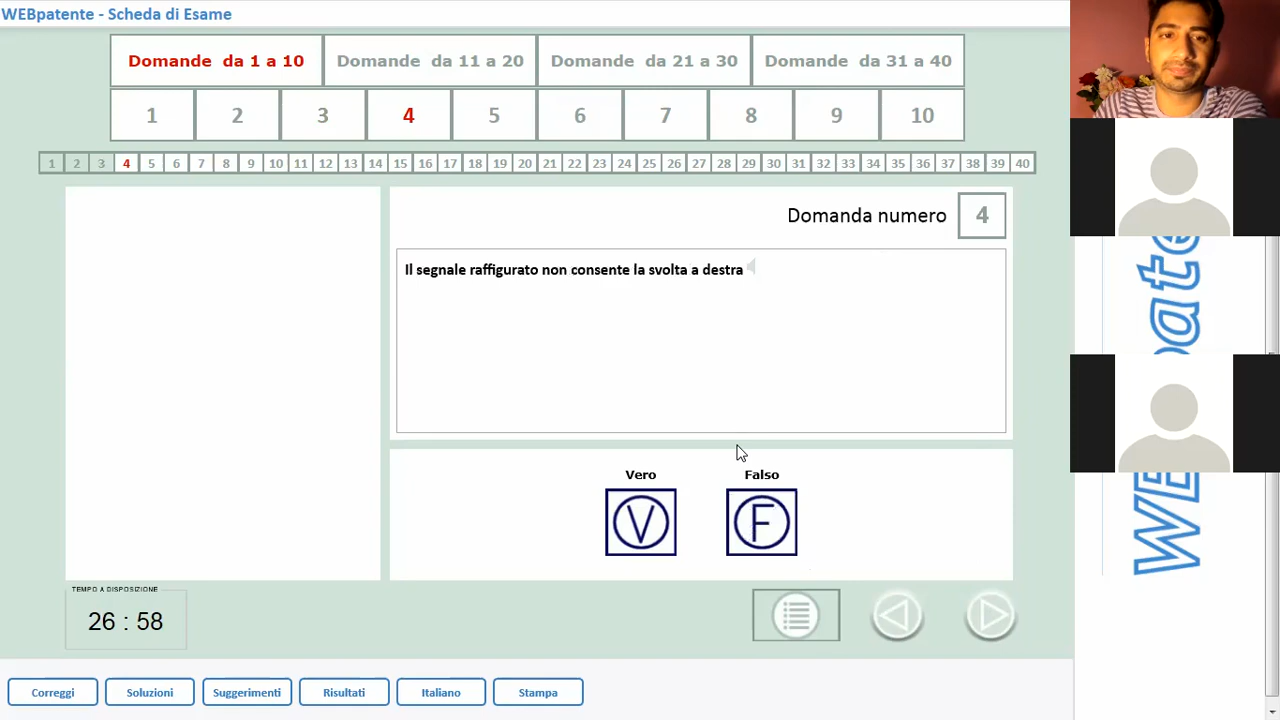 WEBpatente - Scheda di Esame
Domande da 1 a 10
Domande da 11 a 20
Domande da 21 a 30
Domande da 31 a 40
1 2 3 4 5 6 7 8 9 10
1 2 3 4 5 6 7 8 9 10 11 12 13 14 15 16 17 18 19 20 21 22 23 24 25 26 27 28 29 30 31 32 33 34 35 36 37 38 39 40
Domanda numero 4
Il segnale raffigurato non consente la svolta a destra
Vero Falso
V F
TEMPO A DISPOSIZIONE
26 : 58
Correggi Soluzioni Suggerimenti Risultati Italiano Stampa